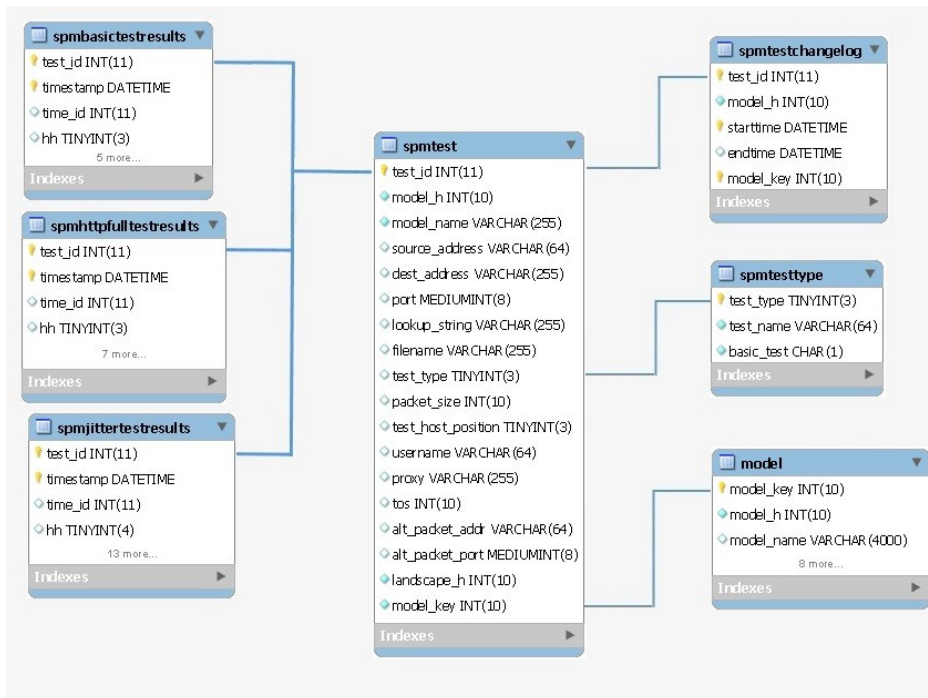 spmbasictestresults
test_id INT(11)
timestamp DATETIME
time_id INT(11)
hh TINYINT(3)
5 more...
Indexes
spmhttpfulltestresults
test_id INT(11)
timestamp DATETIME
time_id INT(11)
hh TINYINT(3)
7 more...
Indexes
spmjittertestresults
test_id INT(11)
timestamp DATETIME
time_id INT(11)
hh TINYINT(4)
13 more...
Indexes
spmtest
test_id INT(11)
model_h INT(10)
model_name VARCHAR(255)
source_address VARCHAR(64)
dest_address VARCHAR(255)
port MEDIUMINT(8)
lookup_string VARCHAR(255)
filename VARCHAR(255)
test_type TINYINT(3)
packet_size INT(10)
test_host_position TINYINT(3)
username VARCHAR(64)
proxy VARCHAR(255)
tos INT(10)
alt_packet_addr VARCHAR(64)
alt_packet_port MEDIUMINT(8)
landscape_h INT(10)
model_key INT(10)
Indexes
spmtestchangelog
test_id INT(11)
model_h INT(10)
starttime DATETIME
endtime DATETIME
model_key INT(10)
Indexes
spmtesttype
test_type TINYINT(3)
test_name VARCHAR(64)
basic_test CHAR(1)
Indexes
model
model_key INT(10)
model_h INT(10)
model_name VARCHAR(4000)
8 more...
Indexes